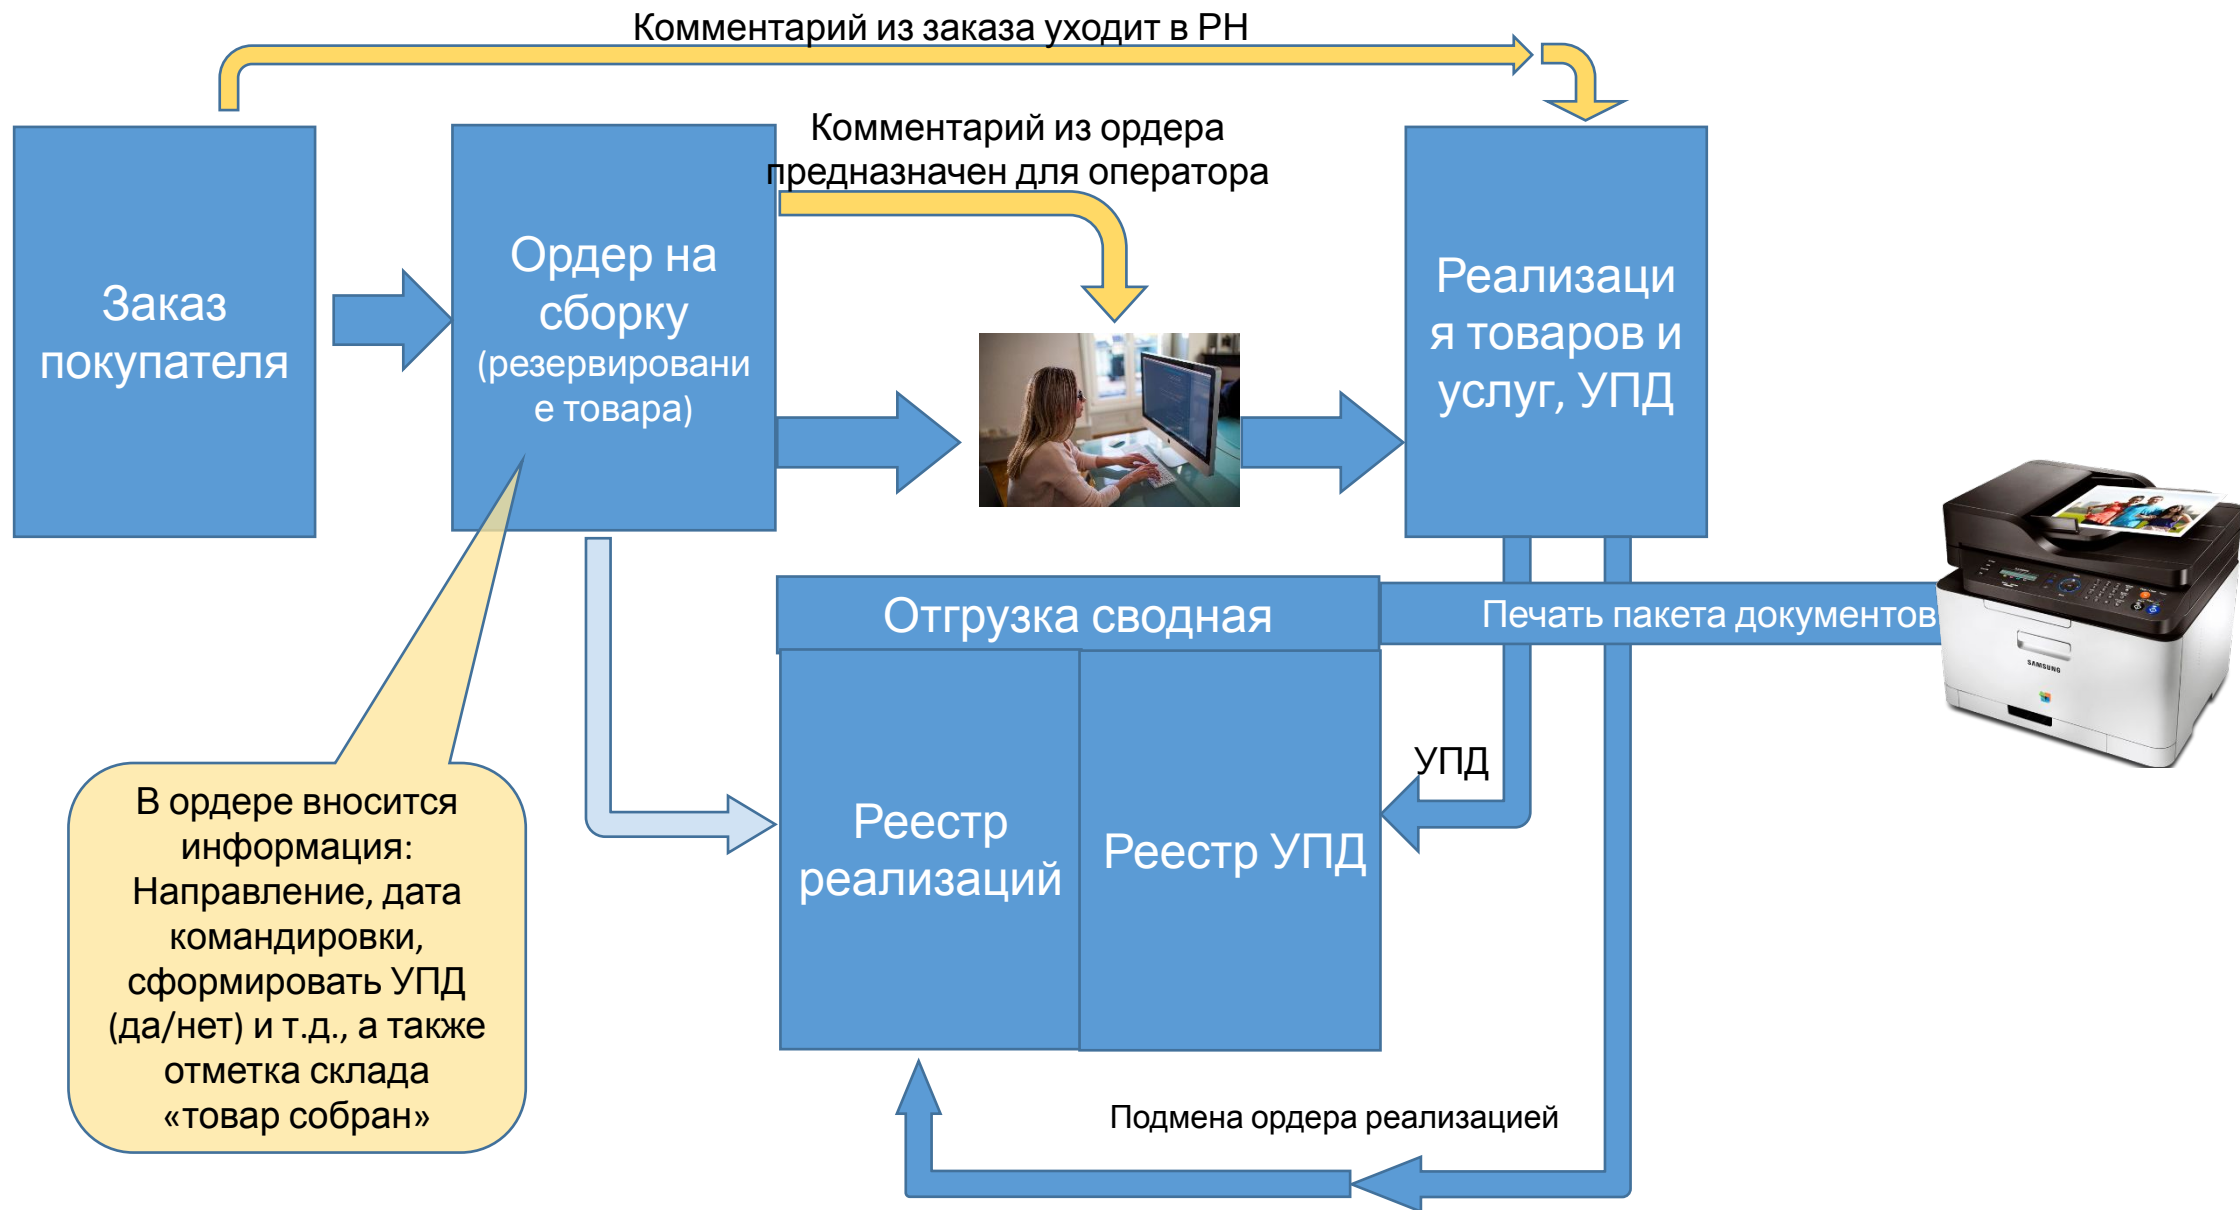 Комментарий из заказа уходит в РН
Комментарий из ордера
предназначен для оператора
Заказ
покупателя
Ордер на
сборку
(резервировани
е товара)
Реализаци
я товаров и
услуг, УПД
Отгрузка сводная
Печать пакета документов
SAMSUNG
УПД
Реестр
реализаций
Реестр УПД
В ордере вносится
информация:
Направление, дата
командировки,
сформировать УПД
(да/нет) и т.д., а также
отметка склада
«товар собран»
Подмена ордера реализацией